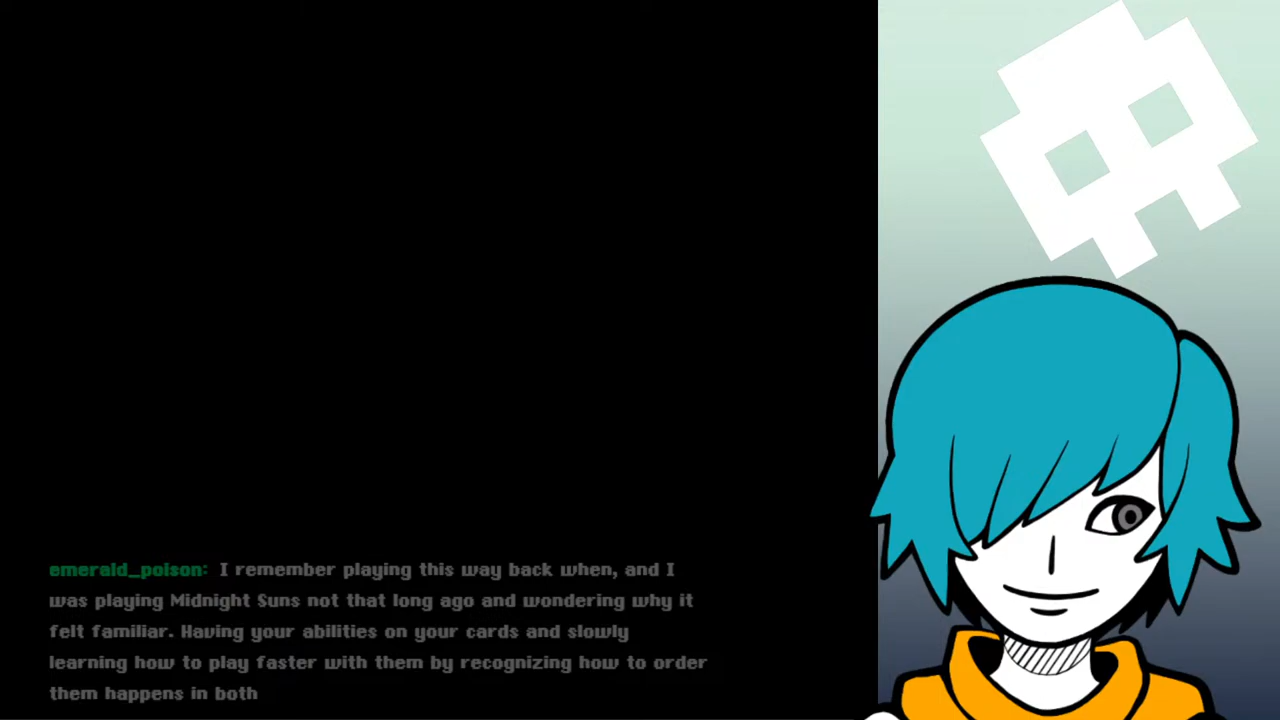 emerald_poison: I remember playing this way back when, and I
was playing Midnight Suns not that long ago and wondering why it
felt familiar. Having your abilities on your cards and slowly
learning how to play faster with them by recognizing how to order
them happens in both